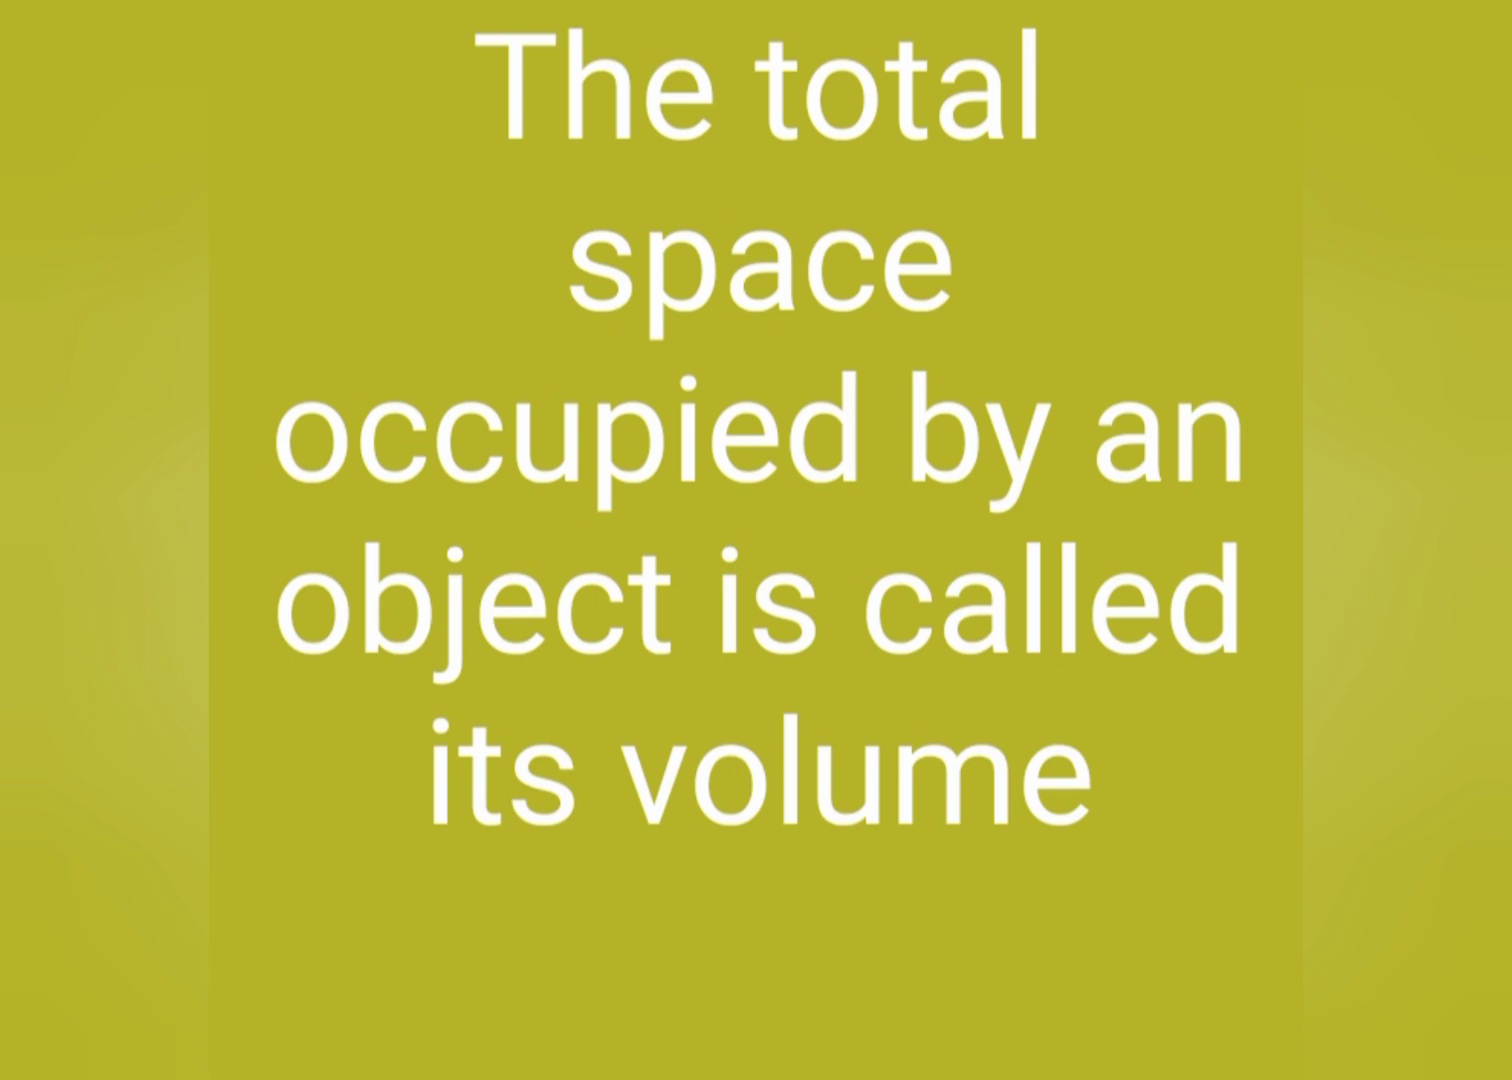 The total
space
occupied by an
object is called
its volume